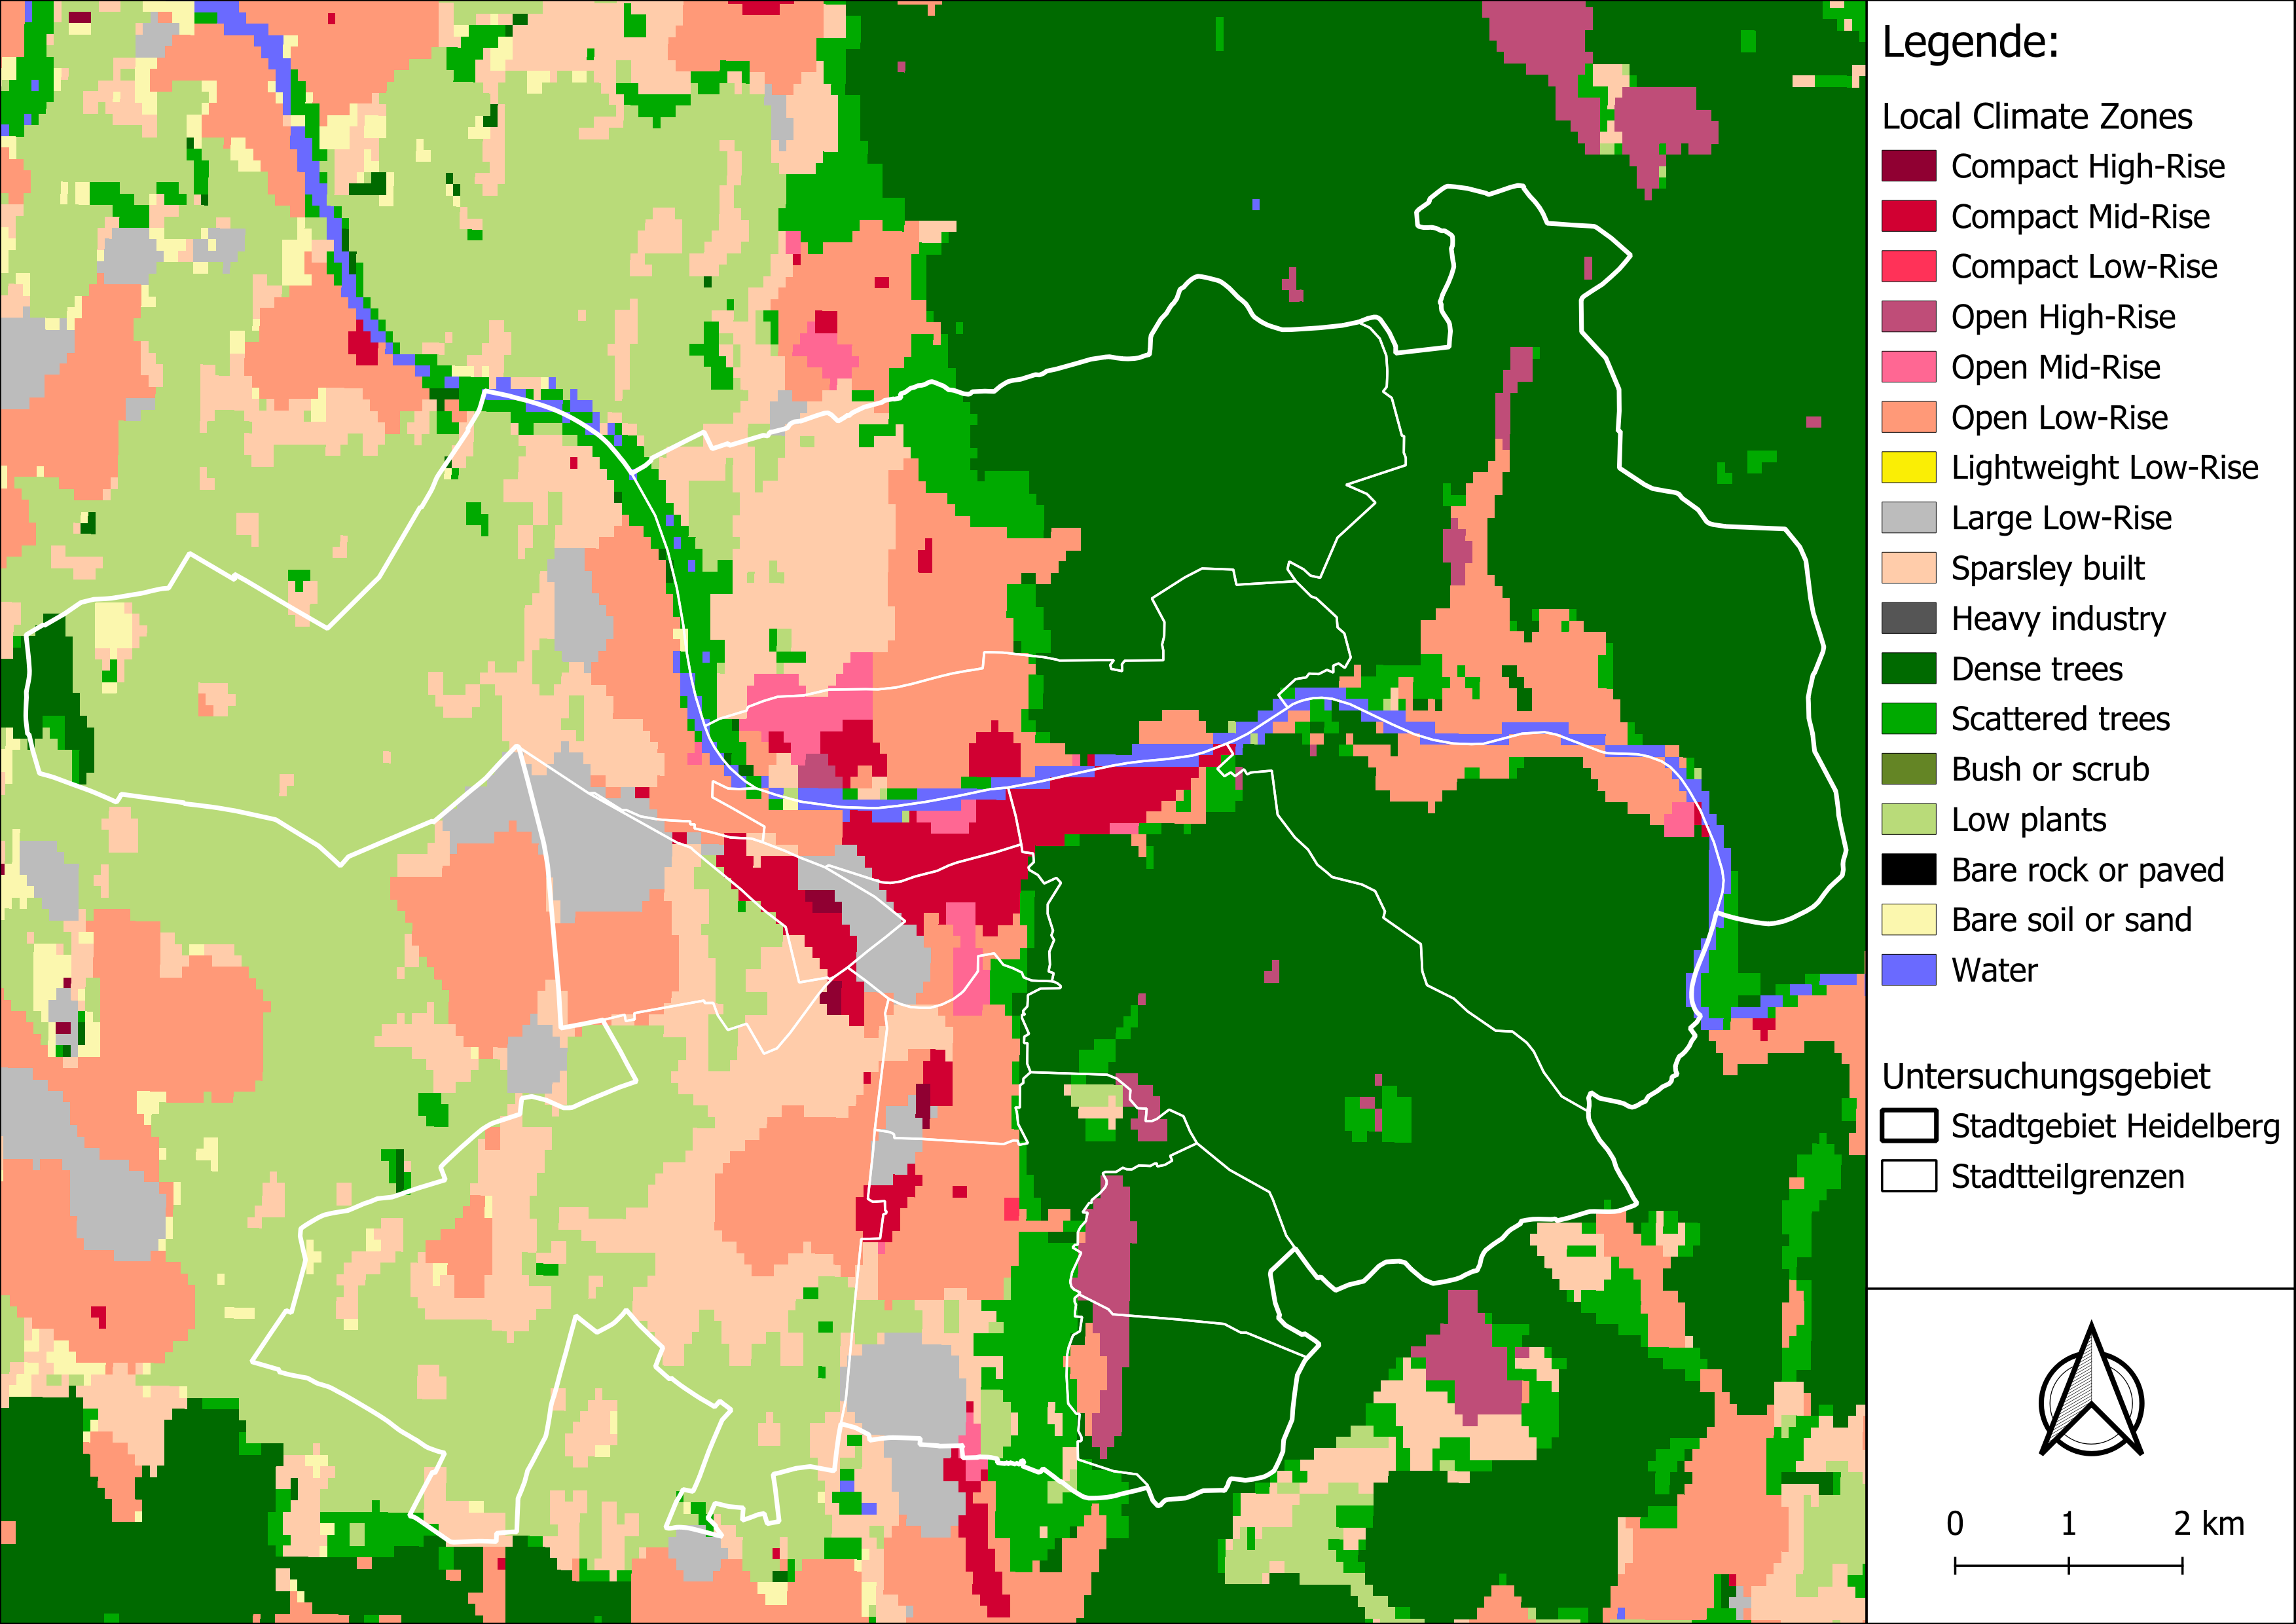 Legende:
Local Climate Zones
Compact High-Rise
Compact Mid-Rise
Compact Low-Rise
Open High-Rise
Open Mid-Rise
Open Low-Rise
Lightweight Low-Rise
Large Low-Rise
Sparsley built
Heavy industry
Dense trees
Scattered trees
Bush or scrub
Low plants
Bare rock or paved
Bare soil or sand
Water
Untersuchungsgebiet
Stadtgebiet Heidelberg
Stadtteilgrenzen
0 1 2 km